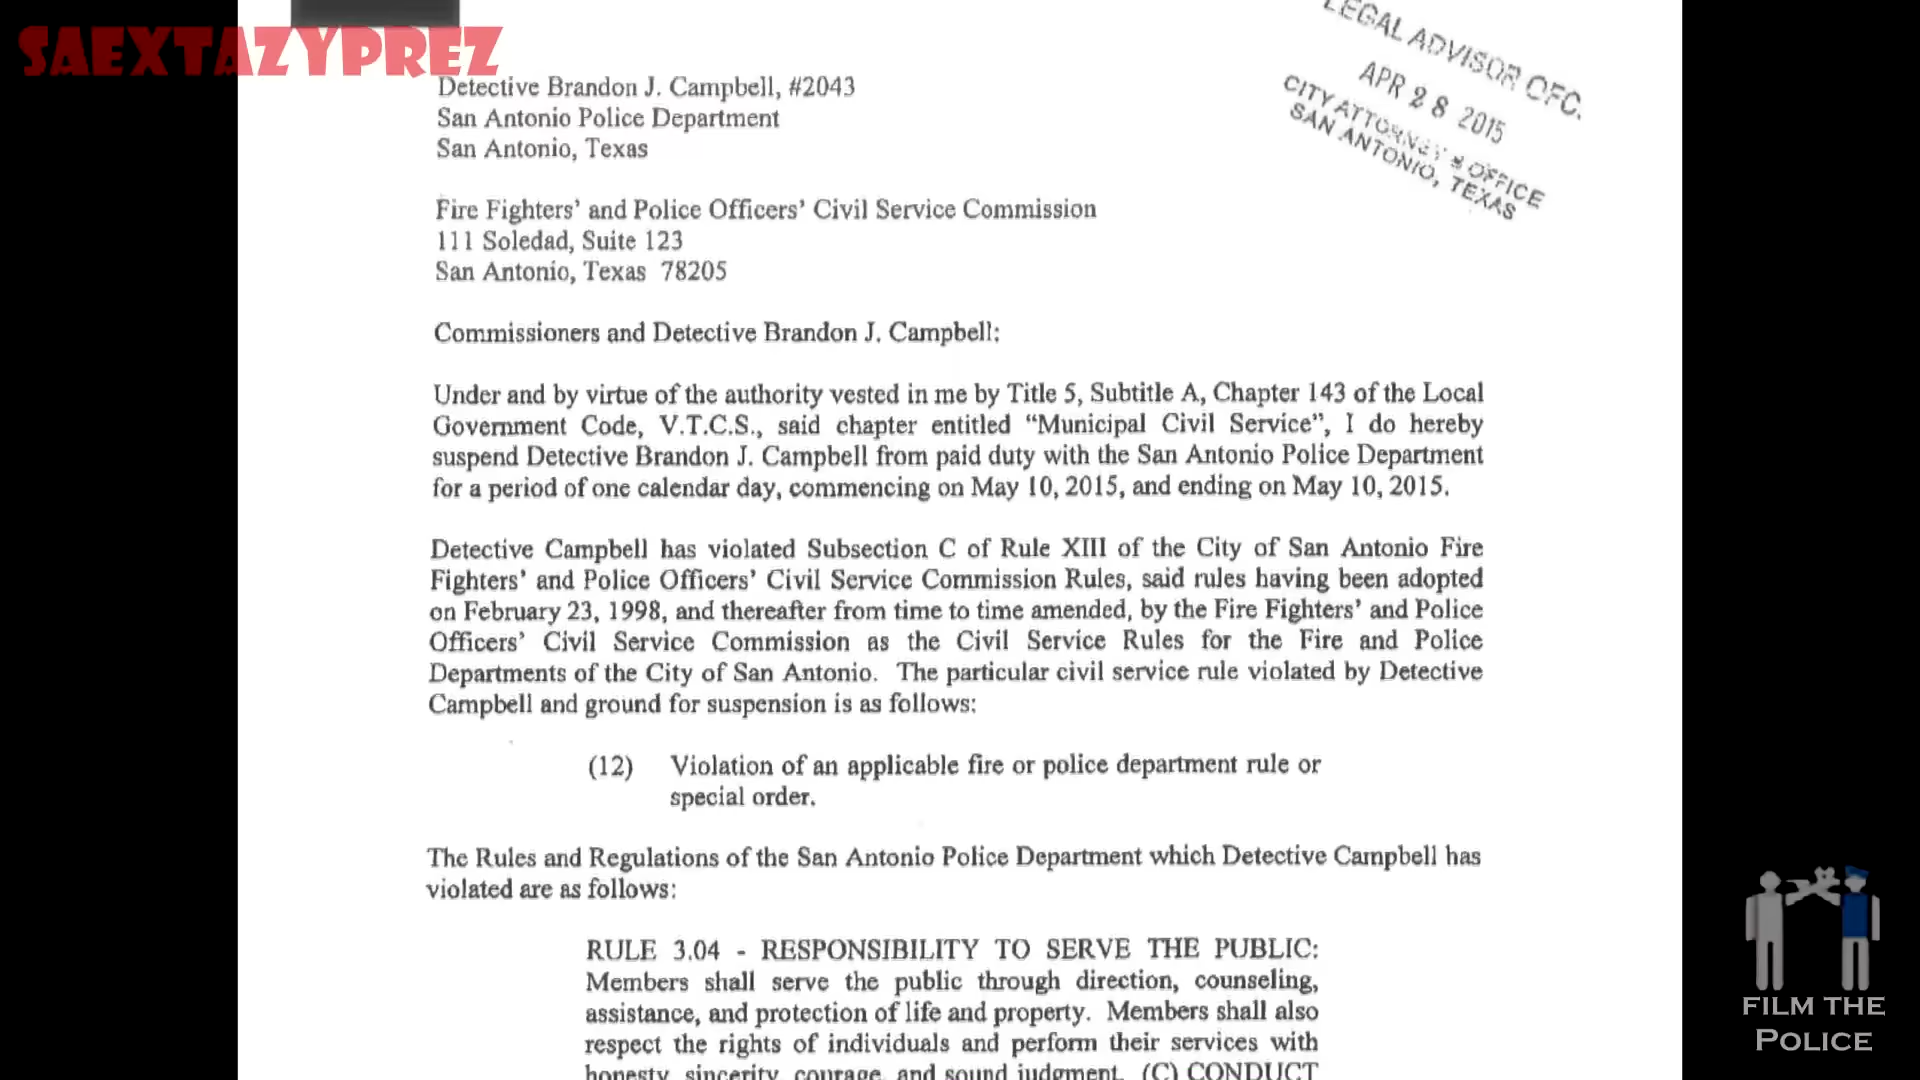 SAEXTAZYPREZ
LEGAL ADVISOR OFC.
APR 28 2015
CITY ATTORNEY'S OFFICE
SAN ANTONIO, TEXAS
Detective Brandon J. Campbell, #2043
San Antonio Police Department
San Antonio, Texas
Fire Fighters' and Police Officers' Civil Service Commission
111 Soledad, Suite 123
San Antonio, Texas 78205
Commissioners and Detective Brandon J. Campbell:
Under and by virtue of the authority vested in me by Title 5, Subtitle A, Chapter 143 of the Local
Government Code, V.T.C.S., said chapter entitled "Municipal Civil Service", I do hereby
suspend Detective Brandon J. Campbell from paid duty with the San Antonio Police Department
for a period of one calendar day, commencing on May 10, 2015, and ending on May 10, 2015.
Detective Campbell has violated Subsection C of Rule XIII of the City of San Antonio Fire
Fighters' and Police Officers' Civil Service Commission Rules, said rules having been adopted
on February 23, 1998, and thereafter from time to time amended, by the Fire Fighters' and Police
Officers' Civil Service Commission as the Civil Service Rules for the Fire and Police
Departments of the City of San Antonio. The particular civil service rule violated by Detective
Campbell and ground for suspension is as follows:
(12) Violation of an applicable fire or police department rule or
special order.
The Rules and Regulations of the San Antonio Police Department which Detective Campbell has
violated are as follows:
RULE 3.04 - RESPONSIBILITY TO SERVE THE PUBLIC:
Members shall serve the public through direction, counseling,
assistance, and protection of life and property. Members shall also
respect the rights of individuals and perform their services with
honesty, sincerity, courage, and sound judgment. (C) CONDUCT
FILM THE
POLICE